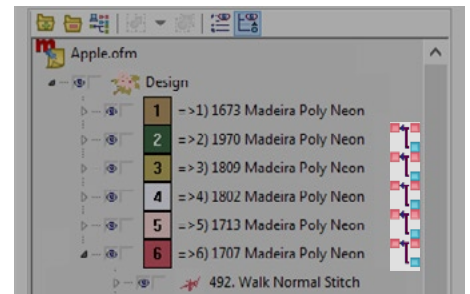 Apple.ofm
Design
1 =>1) 1673 Madeira Poly Neon
2 =>2) 1970 Madeira Poly Neon
3 =>3) 1809 Madeira Poly Neon
4 =>4) 1802 Madeira Poly Neon
5 =>5) 1713 Madeira Poly Neon
6 =>6) 1707 Madeira Poly Neon
492. Walk Normal Stitch